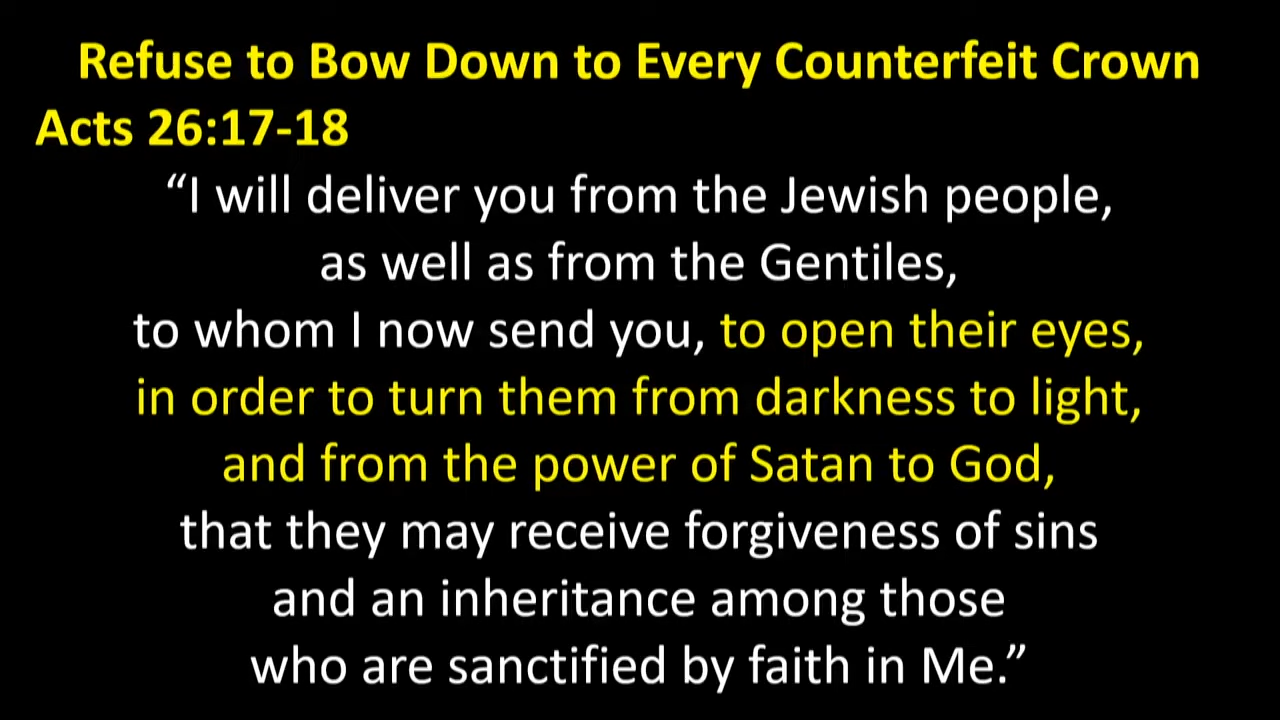 Refuse to Bow Down to Every Counterfeit Crown
Acts 26:17-18
“I will deliver you from the Jewish people,
as well as from the Gentiles,
to whom I now send you, to open their eyes,
in order to turn them from darkness to light,
and from the power of Satan to God,
that they may receive forgiveness of sins
and an inheritance among those
who are sanctified by faith in Me.”